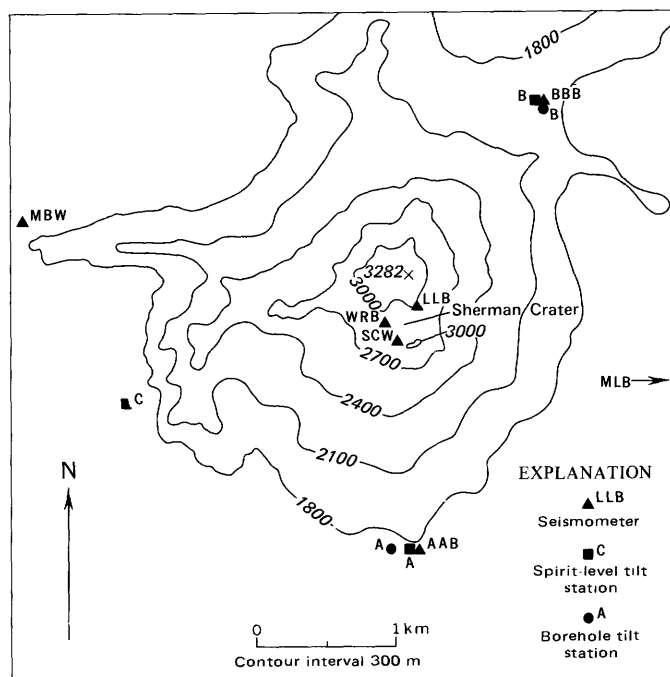 1800
B BBB
B
MBW
3282×
3000
LLB
WRB
Sherman Crater
SCW
3000
2700
MLB
C
2400
N
2100
EXPLANATION
LLB
Seismometer
1800
C
Spirit-level tilt
station
A AAB
A
A
Borehole tilt
station
0 1 km
Contour interval 300 m